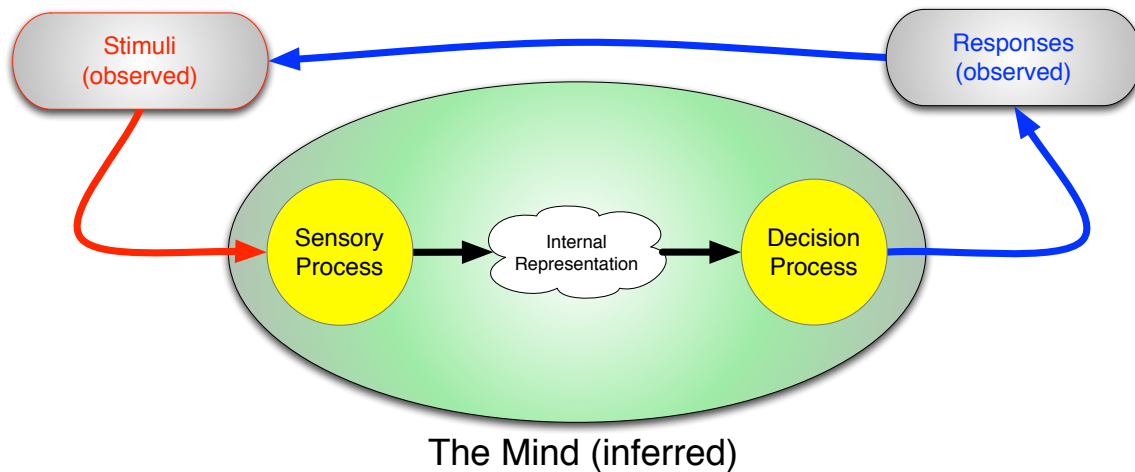 Stimuli
(observed)
Responses
(observed)
Sensory
Process
Internal
Representation
Decision
Process
The Mind (inferred)